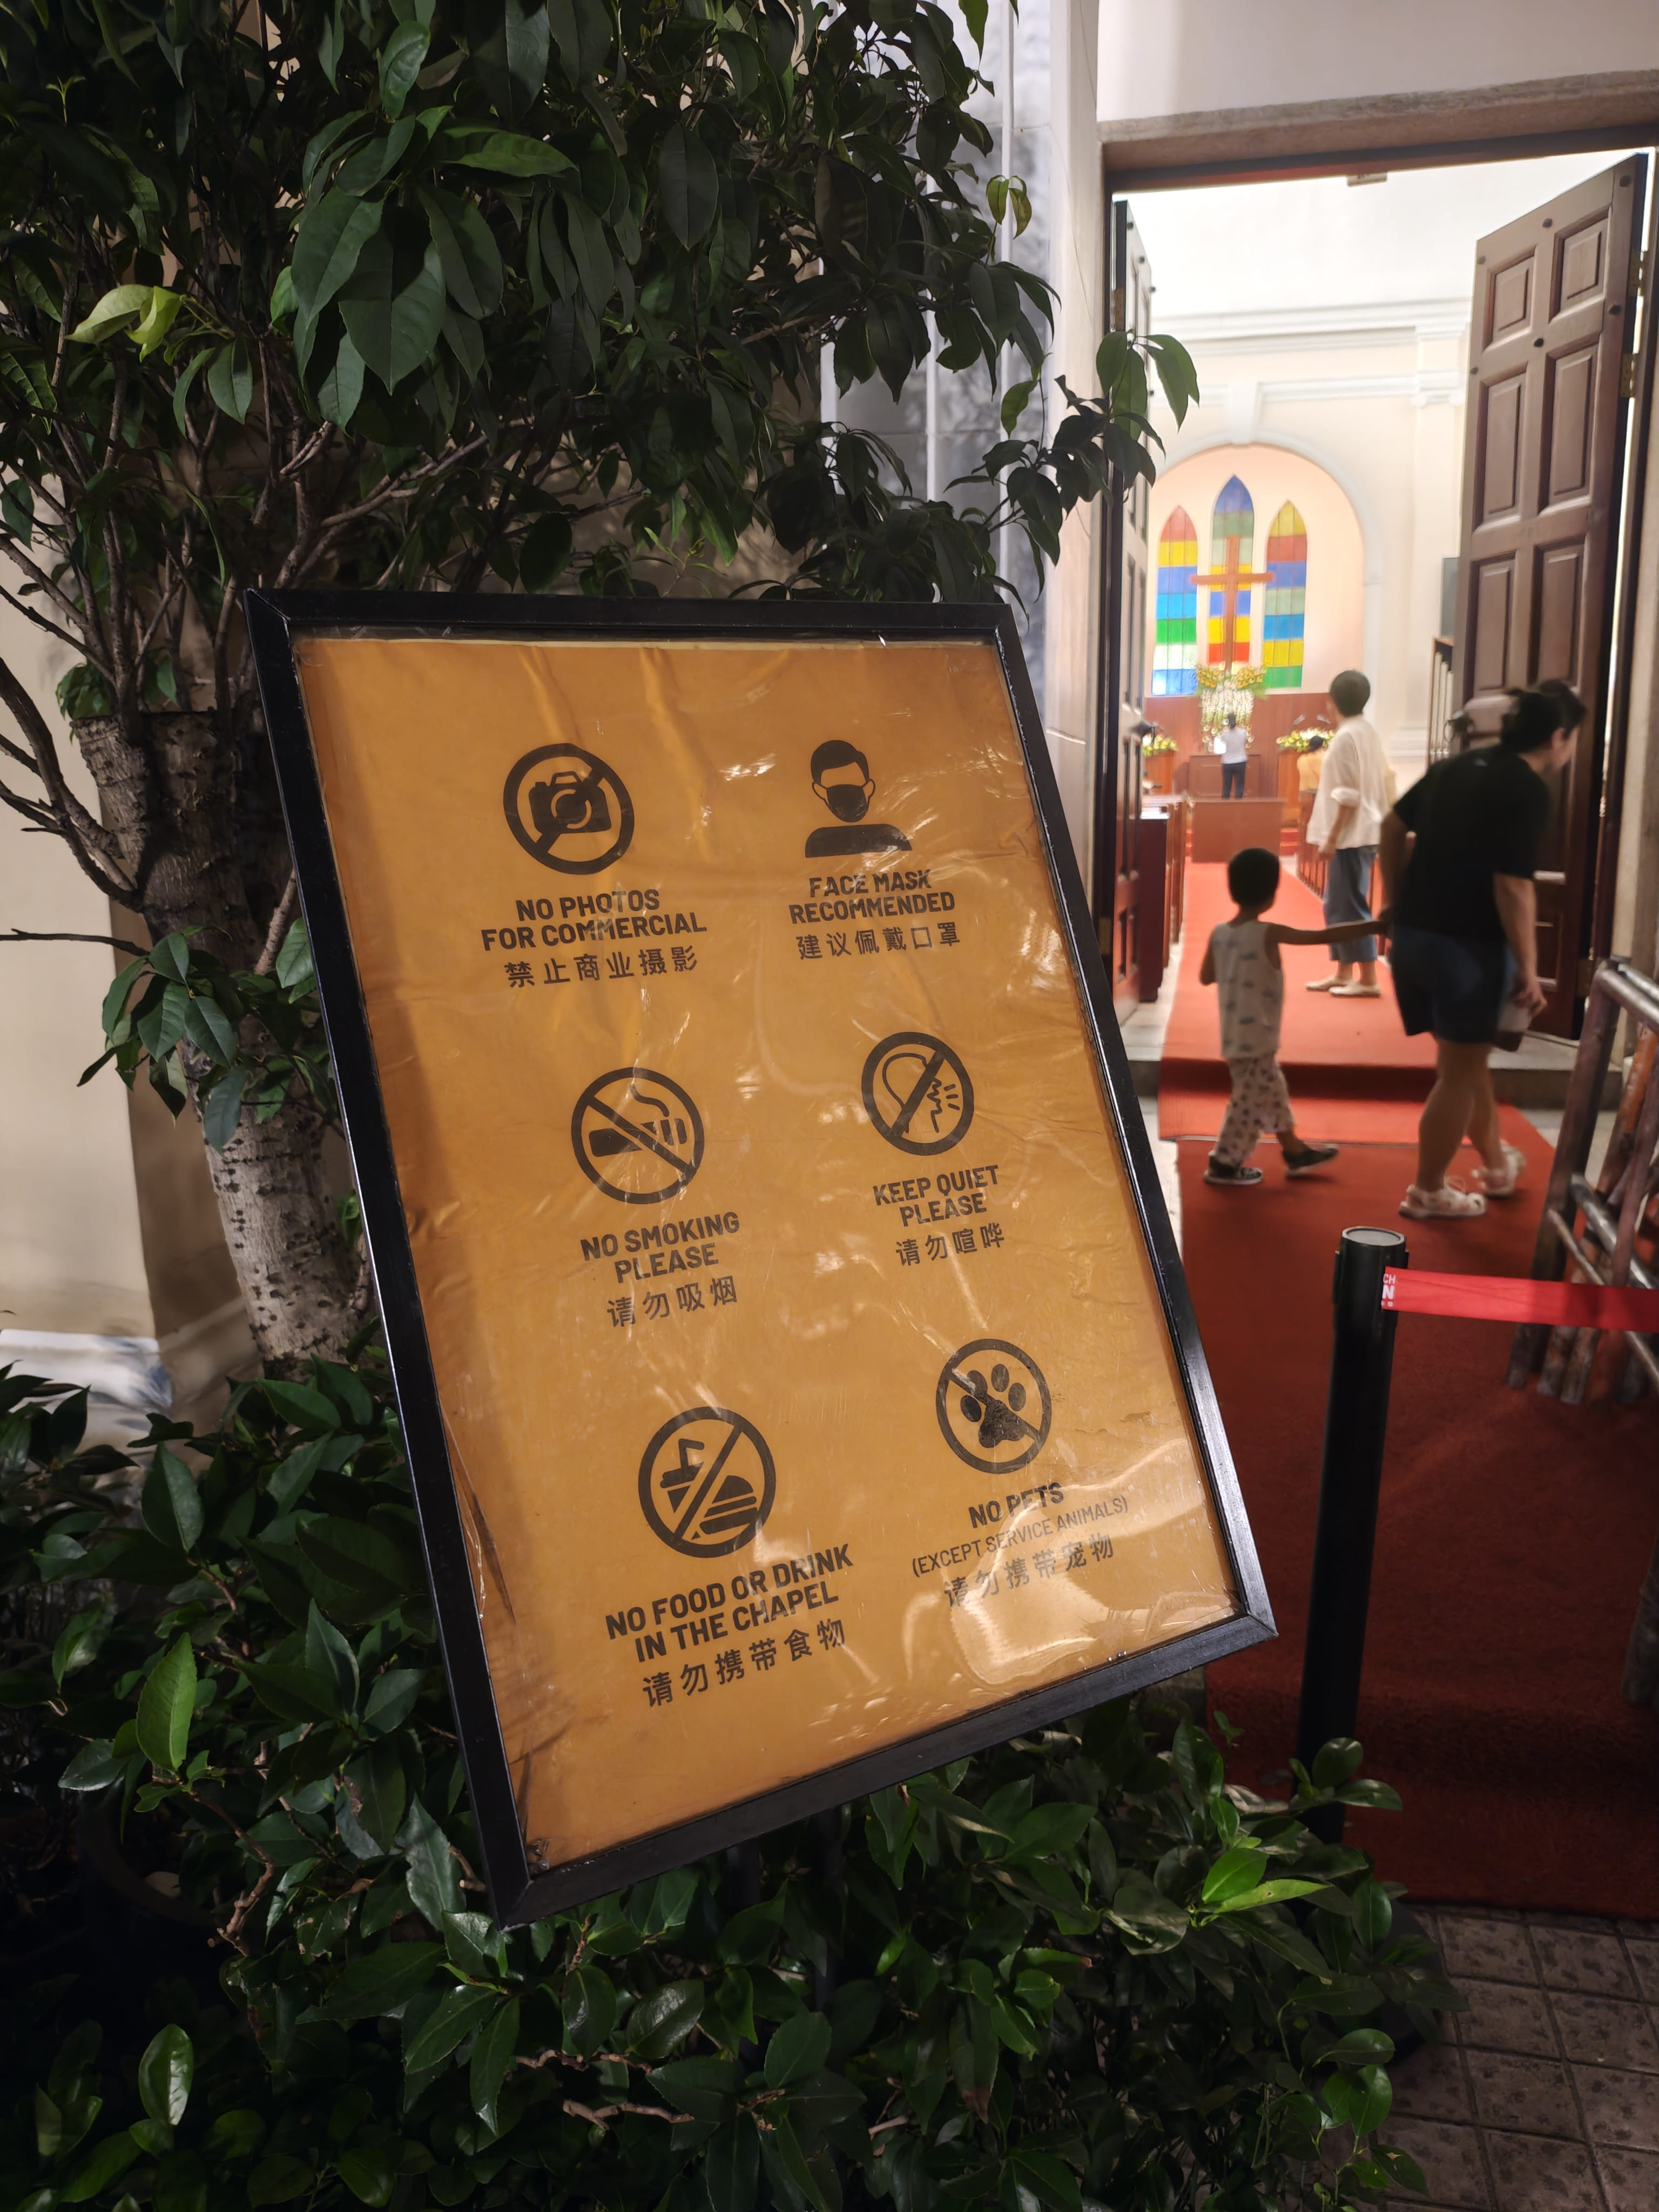 NO PHOTOS
FOR COMMERCIAL
禁止商业摄影
FACE MASK
RECOMMENDED
建议佩戴口罩
NO SMOKING
PLEASE
请勿吸烟
KEEP QUIET
PLEASE
请勿喧哗
NO FOOD OR DRINK
IN THE CHAPEL
请勿携带食物
NO PETS
(EXCEPT SERVICE ANIMALS)
请勿携带宠物